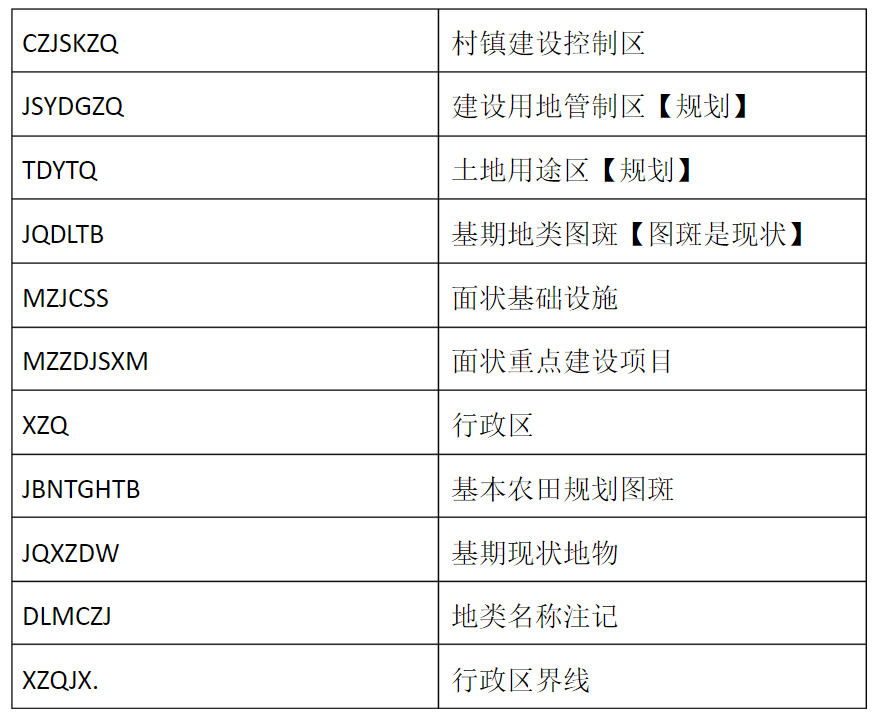 CZJSKZQ 村镇建设控制区
JSYDGZQ 建设用地管制区【规划】
TDYTQ 土地用途区【规划】
JQDLTB 基期地类图斑【图斑是现状】
MZJCSS 面状基础设施
MZZDJSXM 面状重点建设项目
XZQ 行政区
JBNTGHTB 基本农田规划图斑
JQXZDW 基期现状地物
DLMCZJ 地类名称注记
XZQJX. 行政区界线